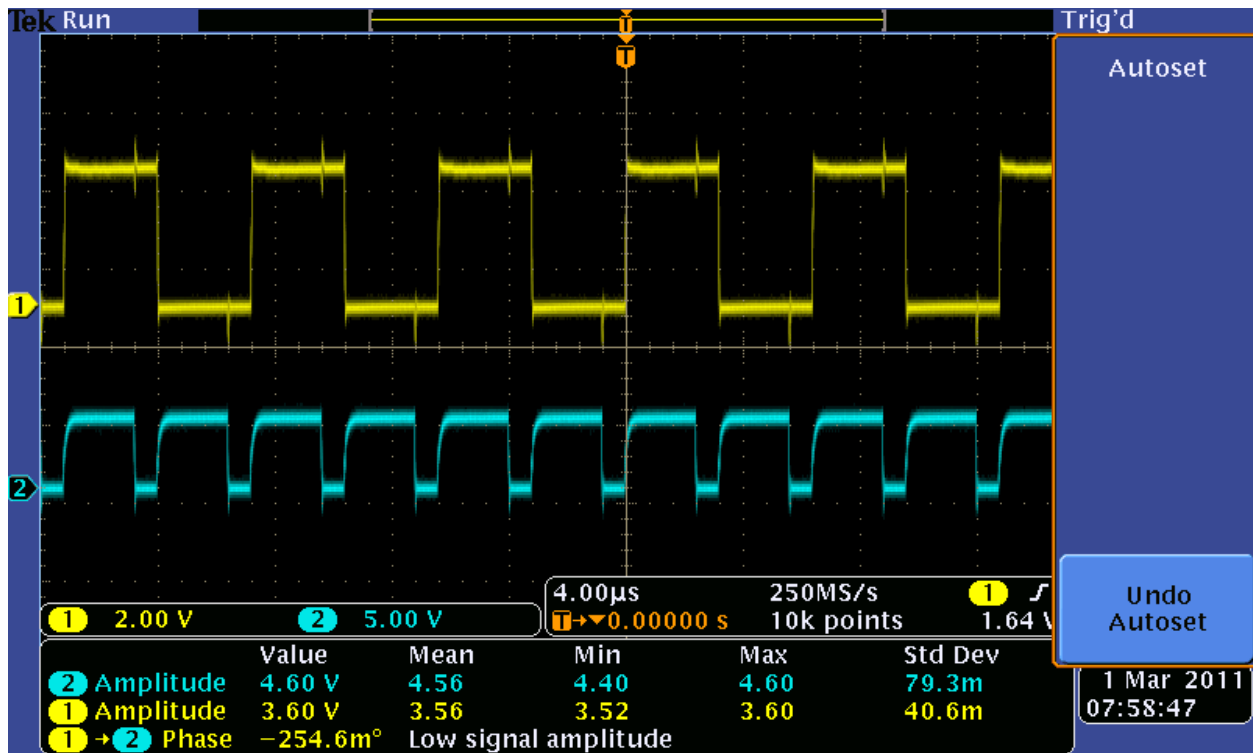 Tek Run Trig'd
T
T
Autoset
1
2
1 2.00 V 2 5.00 V
4.00µs 250MS/s 1 ƒ
T→▼0.00000 s 10k points 1.64 V
Undo
Autoset
Value Mean Min Max Std Dev
2 Amplitude 4.60 V 4.56 4.40 4.60 79.3m
1 Amplitude 3.60 V 3.56 3.52 3.60 40.6m
1 → 2 Phase −254.6m° Low signal amplitude
1 Mar 2011
07:58:47